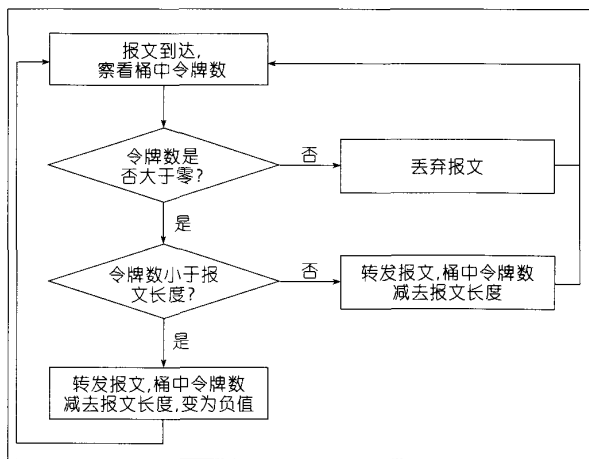 报文到达,
察看桶中令牌数
令牌数是
否大于零?
否
丢弃报文
是
令牌数小于报
文长度?
否
转发报文,桶中令牌数
减去报文长度
是
转发报文,桶中令牌数
减去报文长度,变为负值